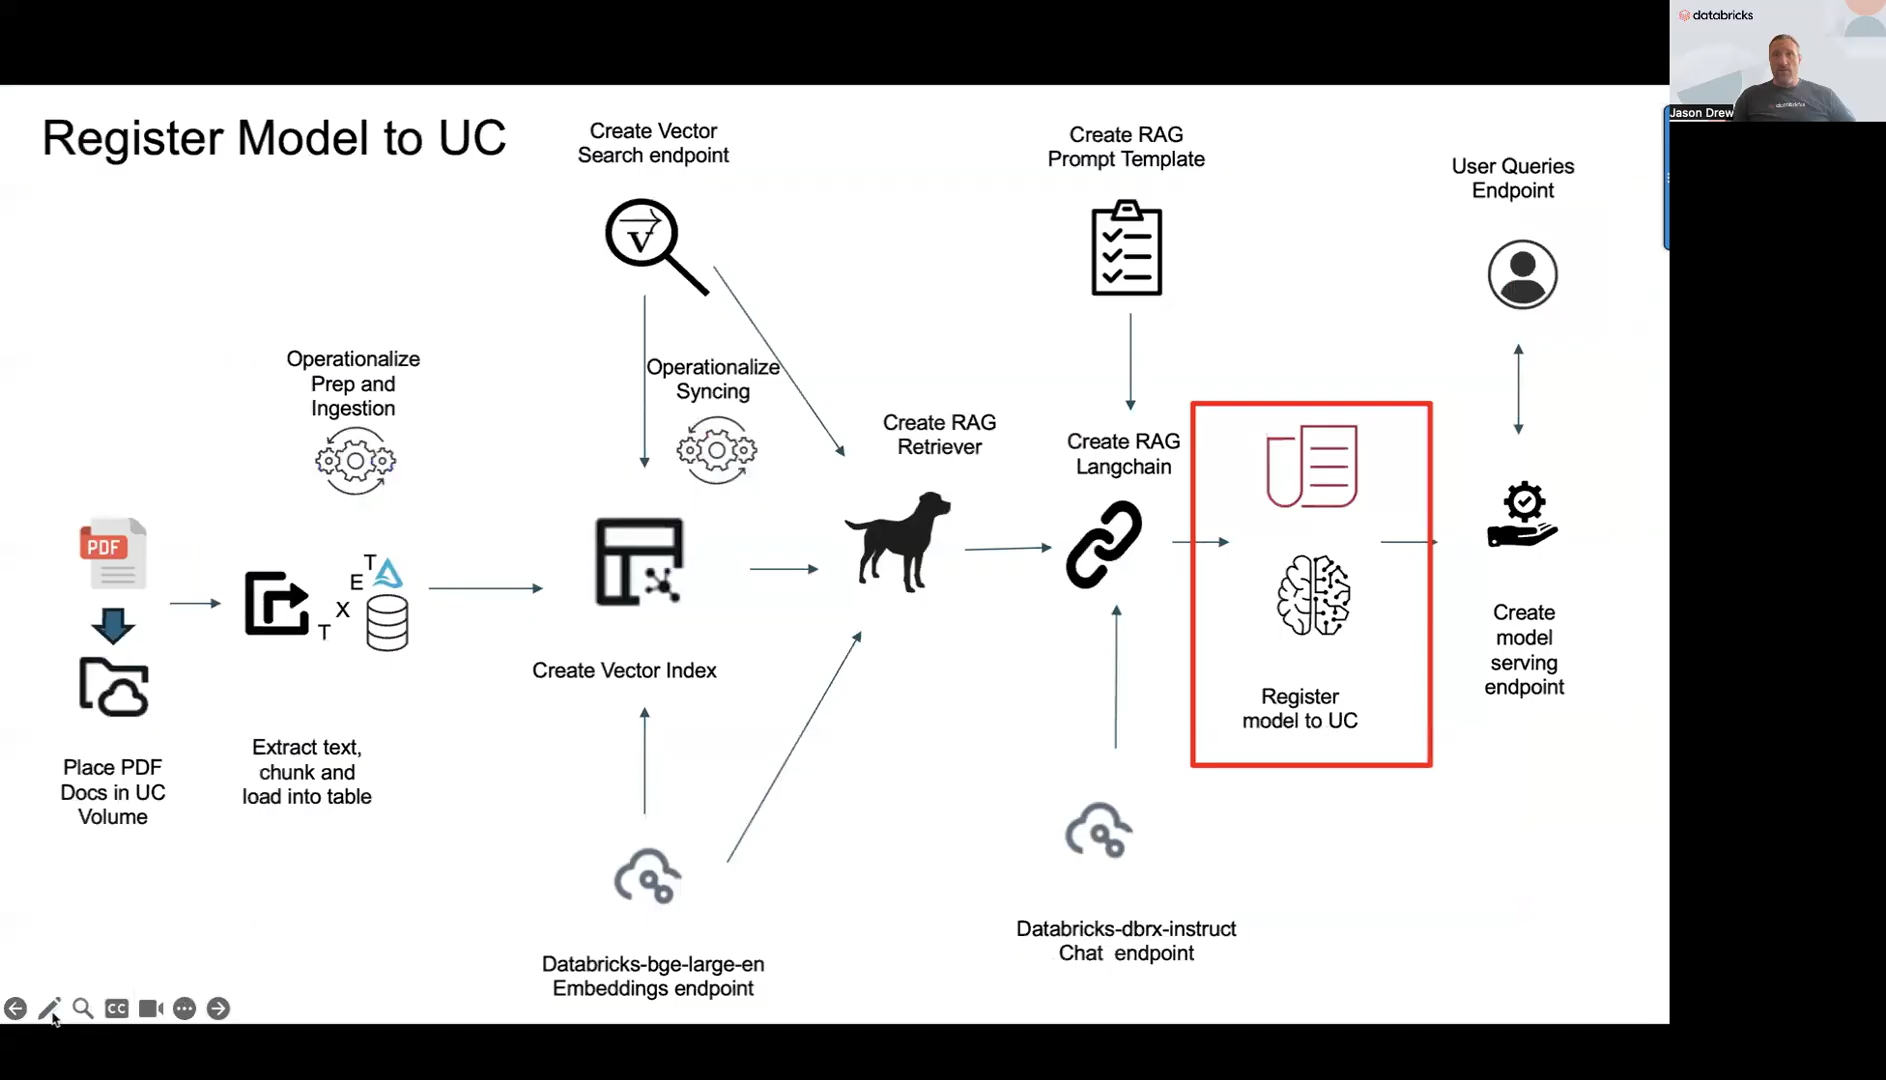 databricks
Jason Drew
Register Model to UC
Create Vector
Search endpoint
V
Create RAG
Prompt Template
User Queries
Endpoint
Operationalize
Prep and
Ingestion
Operationalize
Syncing
Create RAG
Retriever
Create RAG
Langchain
PDF
T
E
X
T
Create Vector Index
Register
model to UC
Create
model
serving
endpoint
Place PDF
Docs in UC
Volume
Extract text,
chunk and
load into table
Databricks-bge-large-en
Embeddings endpoint
Databricks-dbrx-instruct
Chat endpoint
CC